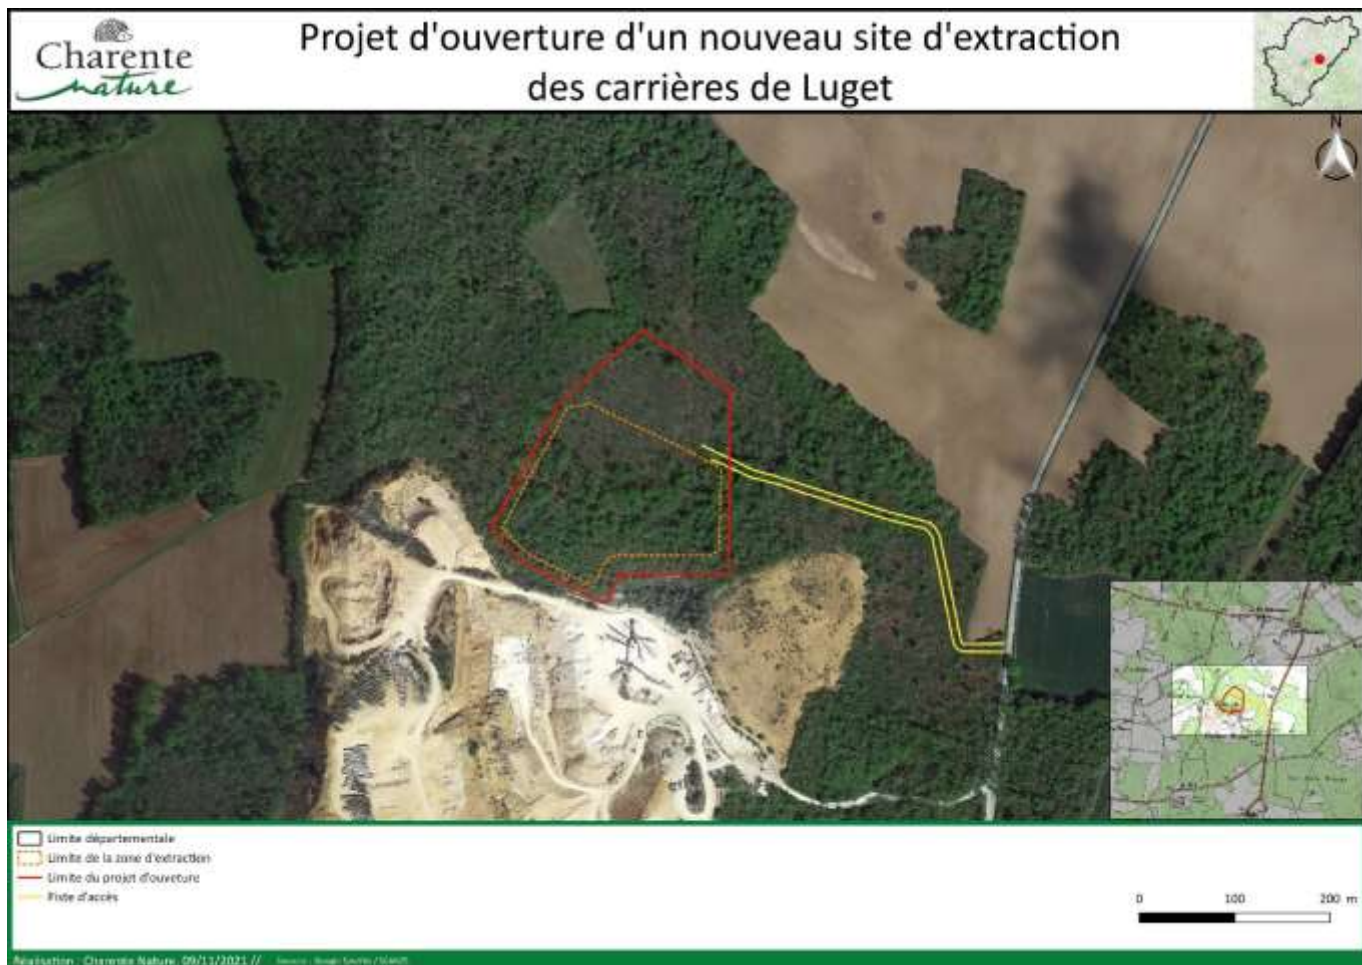 Charente
nature
Projet d'ouverture d'un nouveau site d'extraction
des carrières de Luget
N
Limite départementale
Limite de la zone d'extraction
Limite du projet d'ouveture
Piste d'accès
0 100 200 m
Réalisation : Charente Nature, 09/11/2021 //